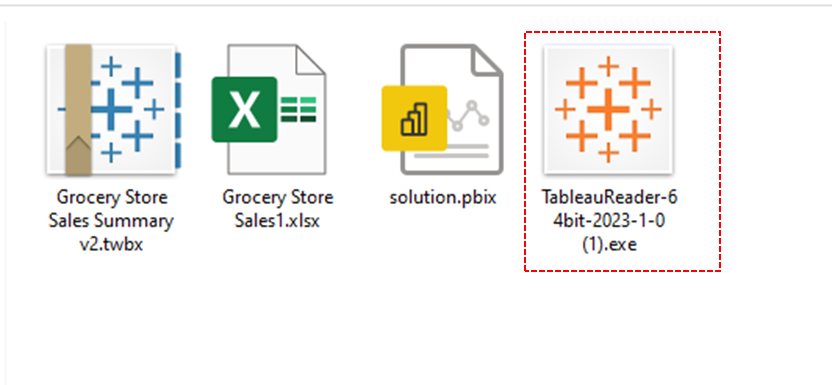 Grocery Store
Sales Summary
v2.twbx
Grocery Store
Sales1.xlsx
solution.pbix
TableauReader-6
4bit-2023-1-0
(1).exe
X